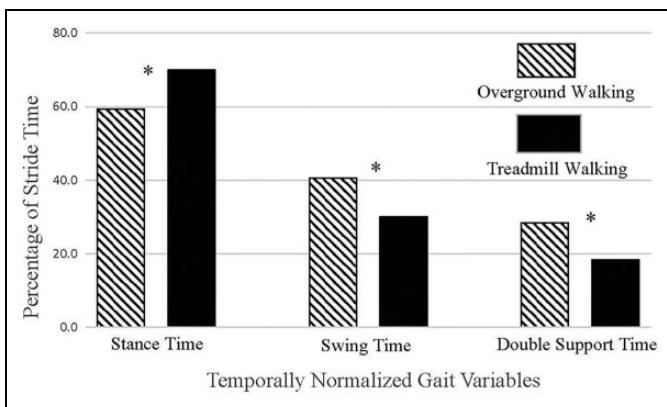 Percentage of Stride Time
80.0
60.0
40.0
20.0
0.0
*
*
*
Overground Walking
Treadmill Walking
Stance Time
Swing Time
Double Support Time
Temporally Normalized Gait Variables